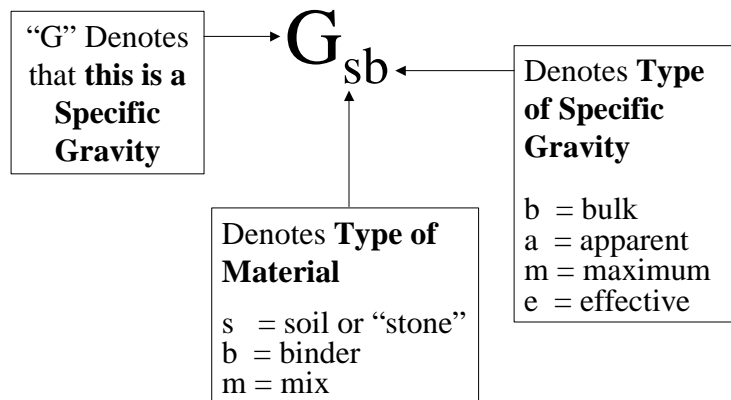 “G” Denotes
that this is a
Specific
Gravity
Gsb
Denotes Type
of Specific
Gravity
b = bulk
a = apparent
m = maximum
e = effective
Denotes Type of
Material
s = soil or “stone”
b = binder
m = mix